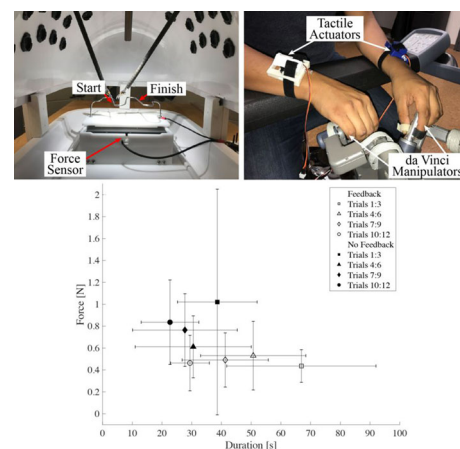 Start
Finish
Force
Sensor
Tactile
Actuators
da Vinci
Manipulators
Feedback
Trials 1:3
Trials 4:6
Trials 7:9
Trials 10:12
No Feedback
Trials 1:3
Trials 4:6
Trials 7:9
Trials 10:12
Force [N]
2
1.8
1.6
1.4
1.2
1
0.8
0.6
0.4
0.2
0
0
10
20
30
40
50
60
70
80
90
100
Duration [s]